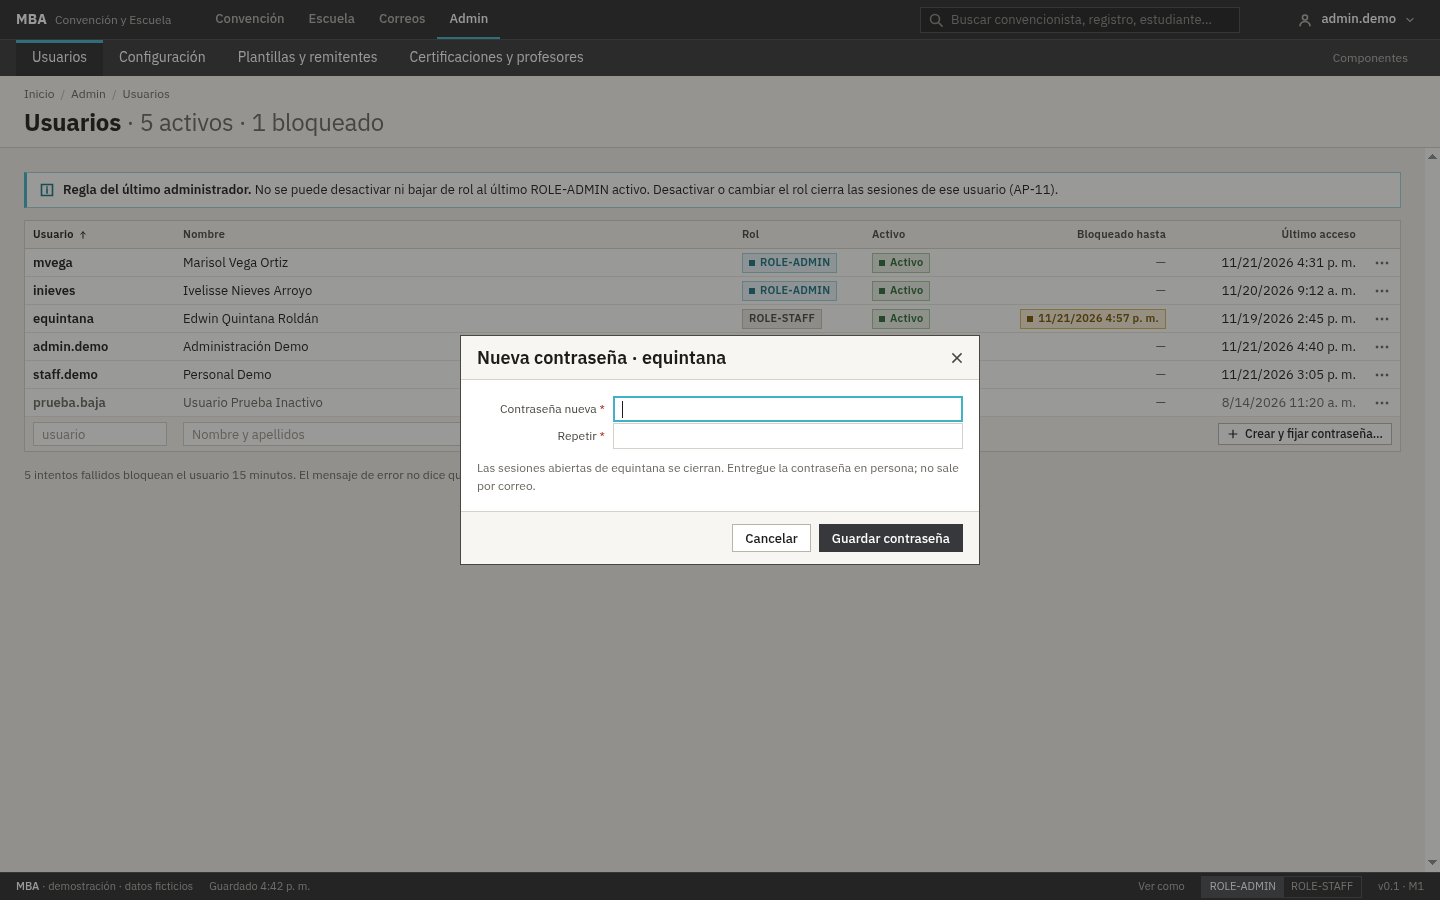 MBA Convención y Escuela Convención Escuela Correos Admin Buscar convencionista, registro, estudiante... admin.demo
Usuarios Configuración Plantillas y remitentes Certificaciones y profesores Componentes
Inicio / Admin / Usuarios
Usuarios · 5 activos · 1 bloqueado
Regla del último administrador. No se puede desactivar ni bajar de rol al último ROLE-ADMIN activo. Desactivar o cambiar el rol cierra las sesiones de ese usuario (AP-11).
Usuario ↑ Nombre Rol Activo Bloqueado hasta Último acceso
mvega Marisol Vega Ortiz ROLE-ADMIN Activo — 11/21/2026 4:31 p. m. ···
inieves Ivelisse Nieves Arroyo ROLE-ADMIN Activo — 11/20/2026 9:12 a. m. ···
equintana Edwin Quintana Roldán ROLE-STAFF Activo 11/21/2026 4:57 p. m. 11/19/2026 2:45 p. m. ···
admin.demo Administración Demo — 11/21/2026 4:40 p. m. ···
staff.demo Personal Demo — 11/21/2026 3:05 p. m. ···
prueba.baja Usuario Prueba Inactivo — 8/14/2026 11:20 a. m. ···
usuario Nombre y apellidos + Crear y fijar contraseña...
5 intentos fallidos bloquean el usuario 15 minutos. El mensaje de error no dice
Nueva contraseña · equintana ×
Contraseña nueva *
Repetir *
Las sesiones abiertas de equintana se cierran. Entregue la contraseña en persona; no sale
por correo.
Cancelar Guardar contraseña
MBA · demostración · datos ficticios Guardado 4:42 p. m. Ver como ROLE-ADMIN ROLE-STAFF v0.1 · M1